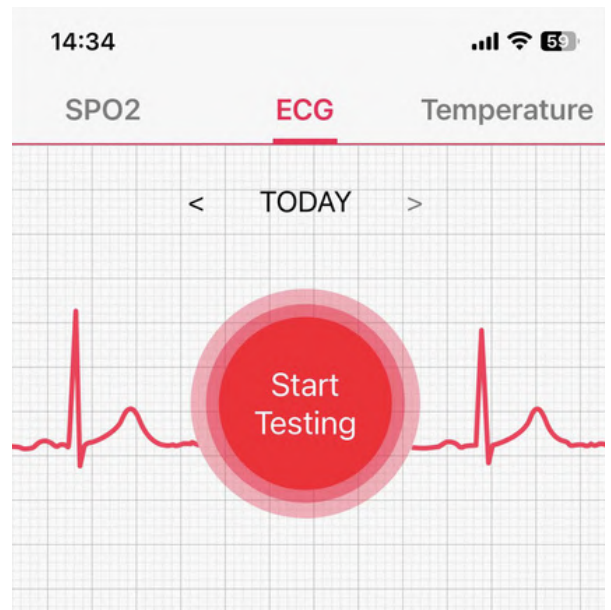 14:34
59
SPO2 ECG Temperature
< TODAY >
Start
Testing